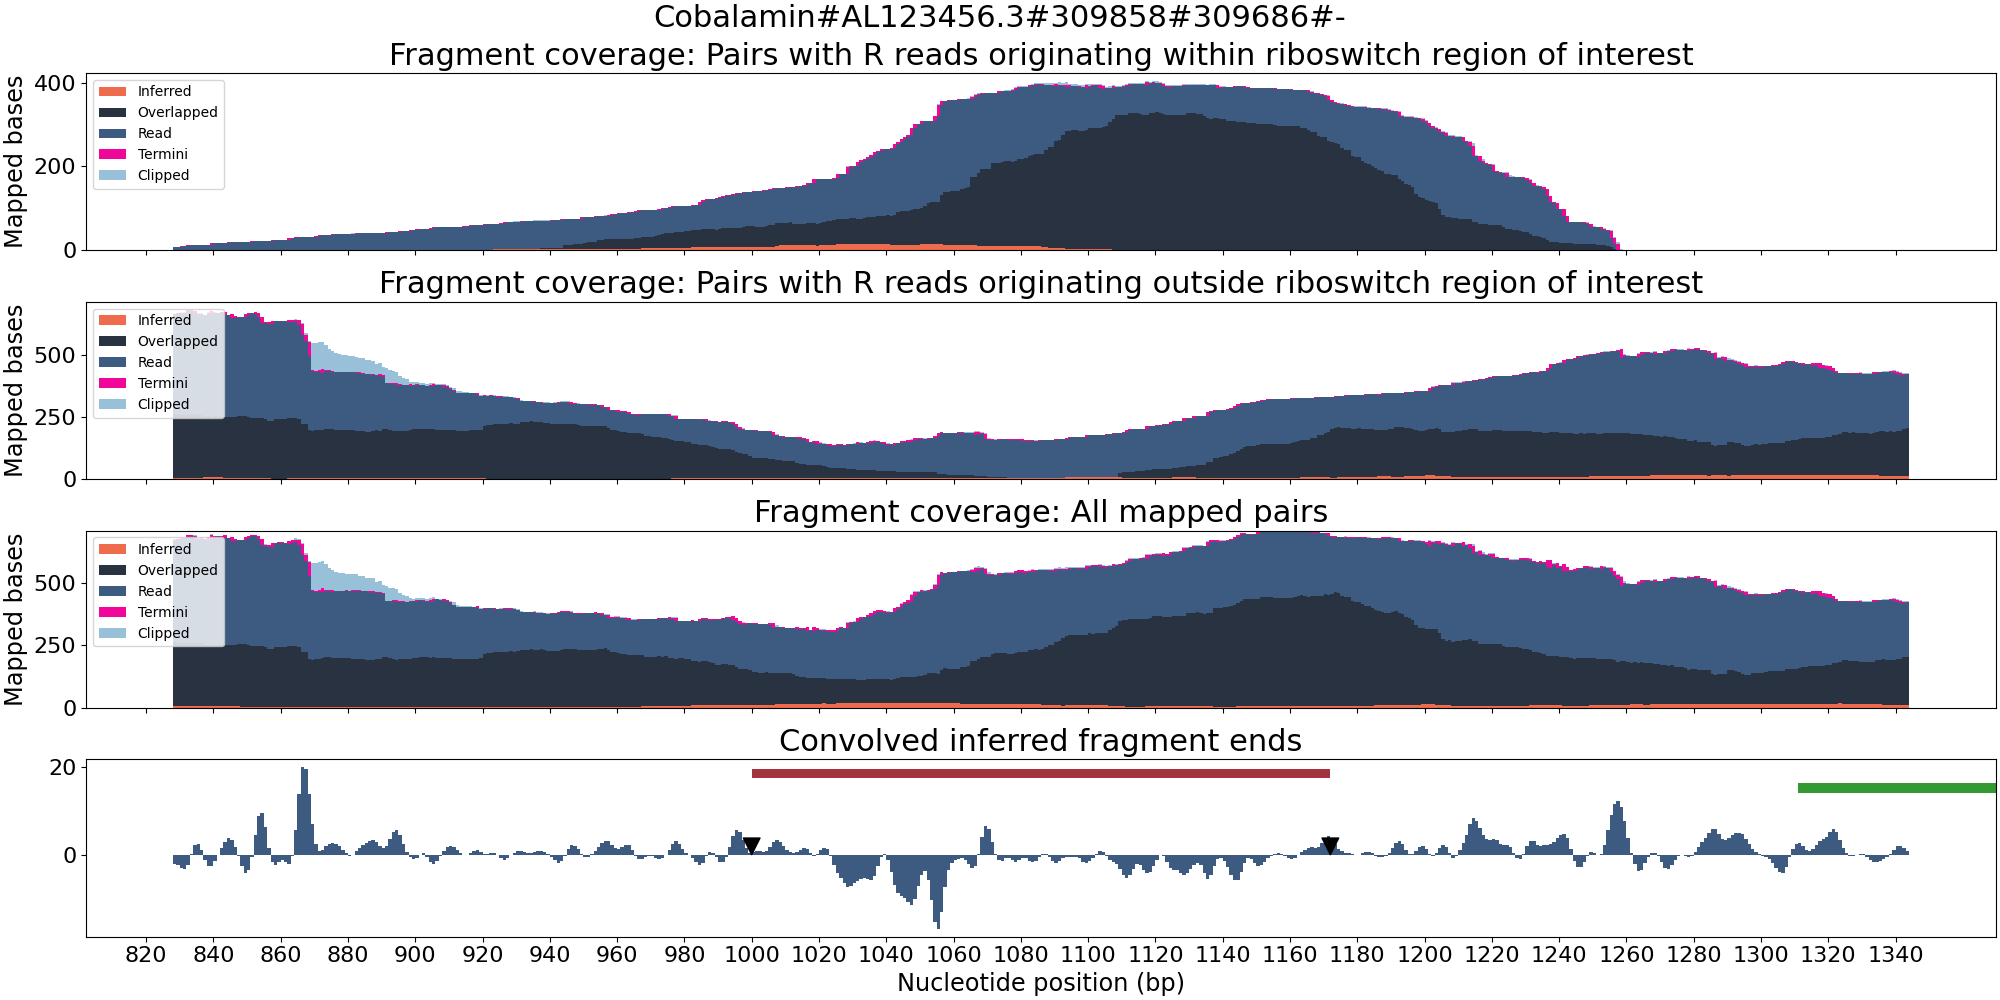 Cobalamin#AL123456.3#309858#309686#-
Fragment coverage: Pairs with R reads originating within riboswitch region of interest
Mapped bases
400
200
0
Inferred
Overlapped
Read
Termini
Clipped
Fragment coverage: Pairs with R reads originating outside riboswitch region of interest
Mapped bases
500
250
0
Inferred
Overlapped
Read
Termini
Clipped
Fragment coverage: All mapped pairs
Mapped bases
500
250
0
Inferred
Overlapped
Read
Termini
Clipped
Convolved inferred fragment ends
20
0
820 840 860 880 900 920 940 960 980 1000 1020 1040 1060 1080 1100 1120 1140 1160 1180 1200 1220 1240 1260 1280 1300 1320 1340
Nucleotide position (bp)